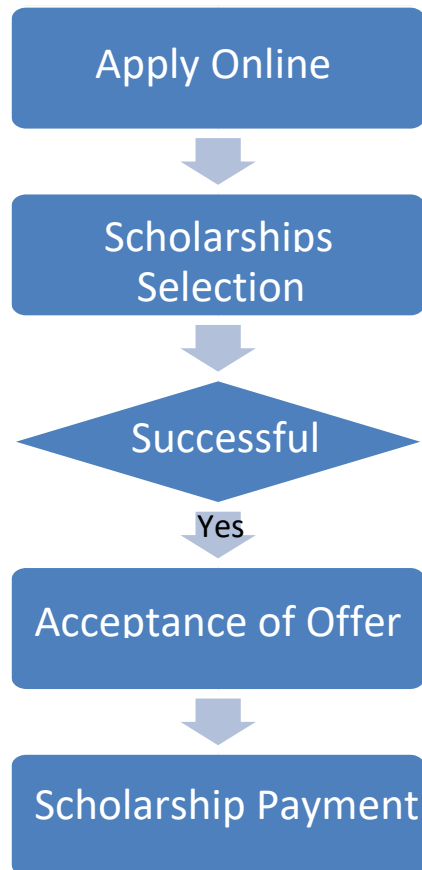 Apply Online
Scholarships
Selection
Successful
Yes
Acceptance of Offer
Scholarship Payment